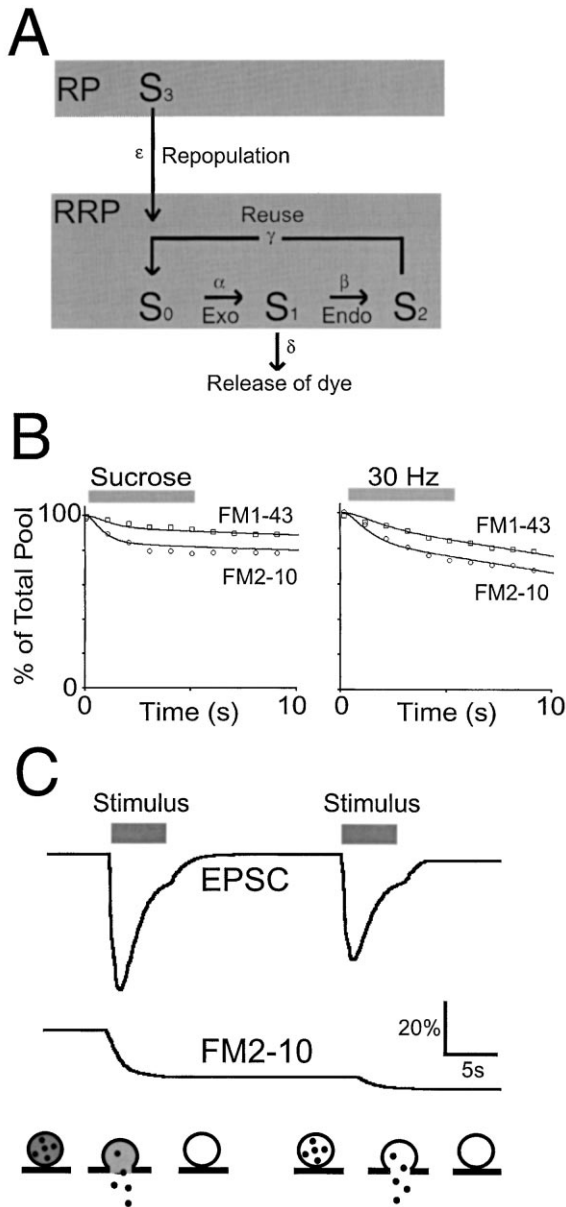 A
RP S3
ε Repopulation
RRP
Reuse
γ
α β
S0 Exo S1 Endo S2
δ
Release of dye
B
Sucrose
30 Hz
% of Total Pool
100
0
FM1-43
FM2-10
0 10
Time (s)
FM1-43
FM2-10
0 10
Time (s)
C
Stimulus Stimulus
EPSC
FM2-10
20%
5s